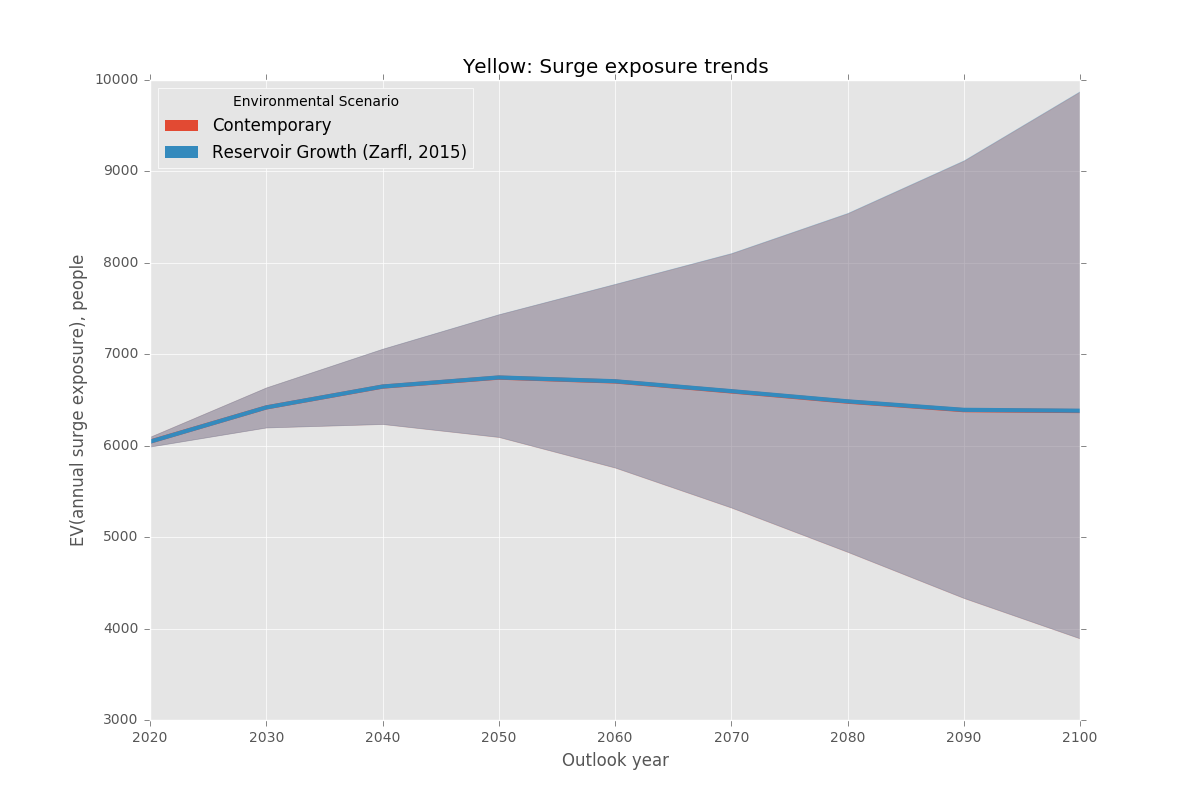 Yellow: Surge exposure trends
Environmental Scenario
Contemporary
Reservoir Growth (Zarfl, 2015)
EV(annual surge exposure), people
10000
9000
8000
7000
6000
5000
4000
3000
2020 2030 2040 2050 2060 2070 2080 2090 2100
Outlook year